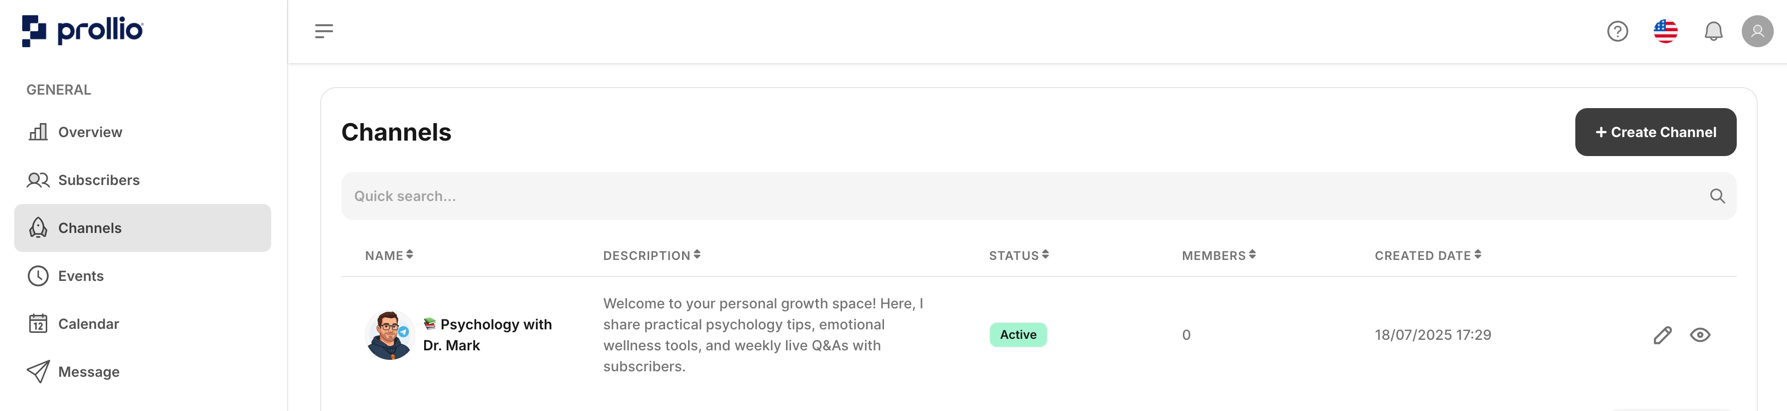 prollio
GENERAL
Overview
Subscribers
Channels
Events
12
Calendar
Message
Channels
+ Create Channel
Quick search...
NAME
DESCRIPTION
STATUS
MEMBERS
CREATED DATE
📚 Psychology with
Dr. Mark
Welcome to your personal growth space! Here, I
share practical psychology tips, emotional
wellness tools, and weekly live Q&As with
subscribers.
Active
0
18/07/2025 17:29